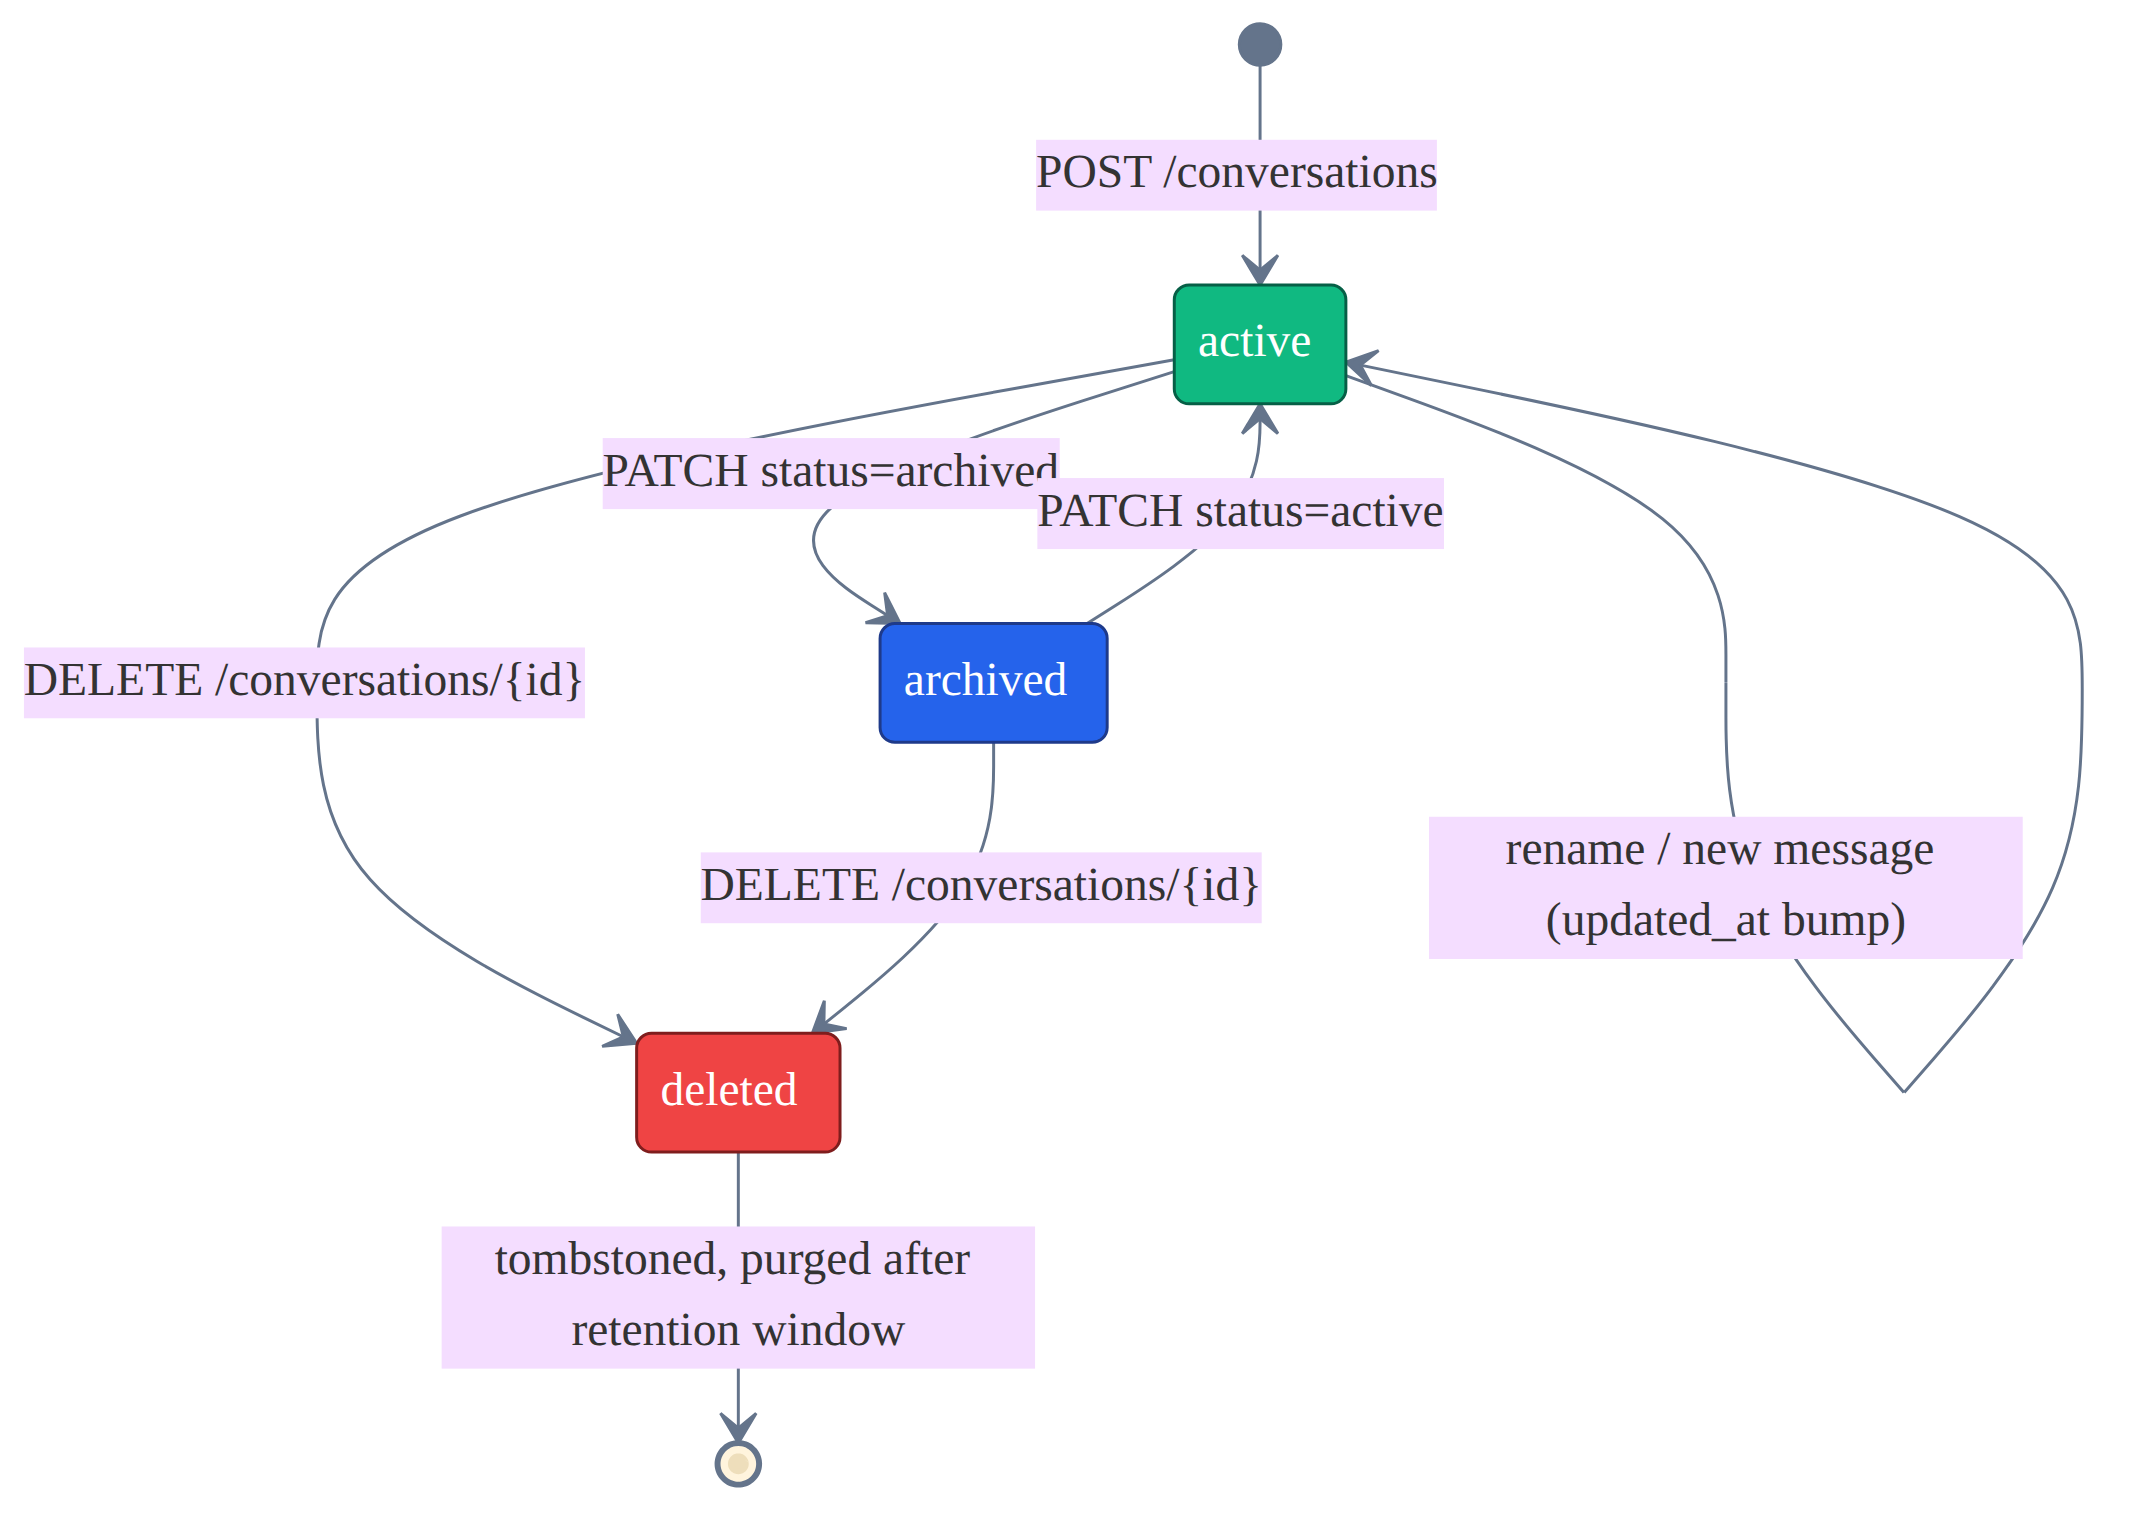 POST /conversations
active
PATCH status=archived
PATCH status=active
DELETE /conversations/{id}
archived
rename / new message
(updated_at bump)
DELETE /conversations/{id}
deleted
tombstoned, purged after
retention window